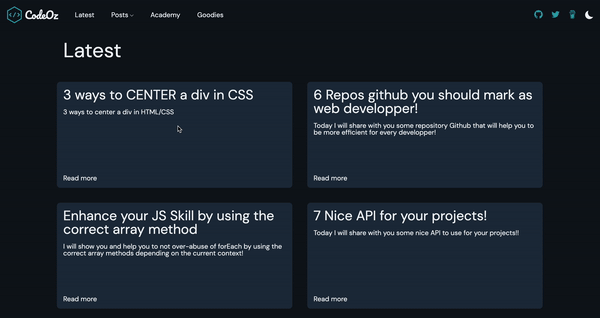 CodeOz
Latest
Posts
Academy
Goodies
Latest
3 ways to CENTER a div in CSS
3 ways to center a div in HTML/CSS
Read more
6 Repos github you should mark as
web developper!
Today I will share with you some repository Github that will help you to
be more efficient for every developper!
Read more
Enhance your JS Skill by using the
correct array method
I will show you and help you to not over-abuse of forEach by using the
correct array methods depending on the current context!
Read more
7 Nice API for your projects!
Today I will share with you some nice API to use for your projects!!
Read more